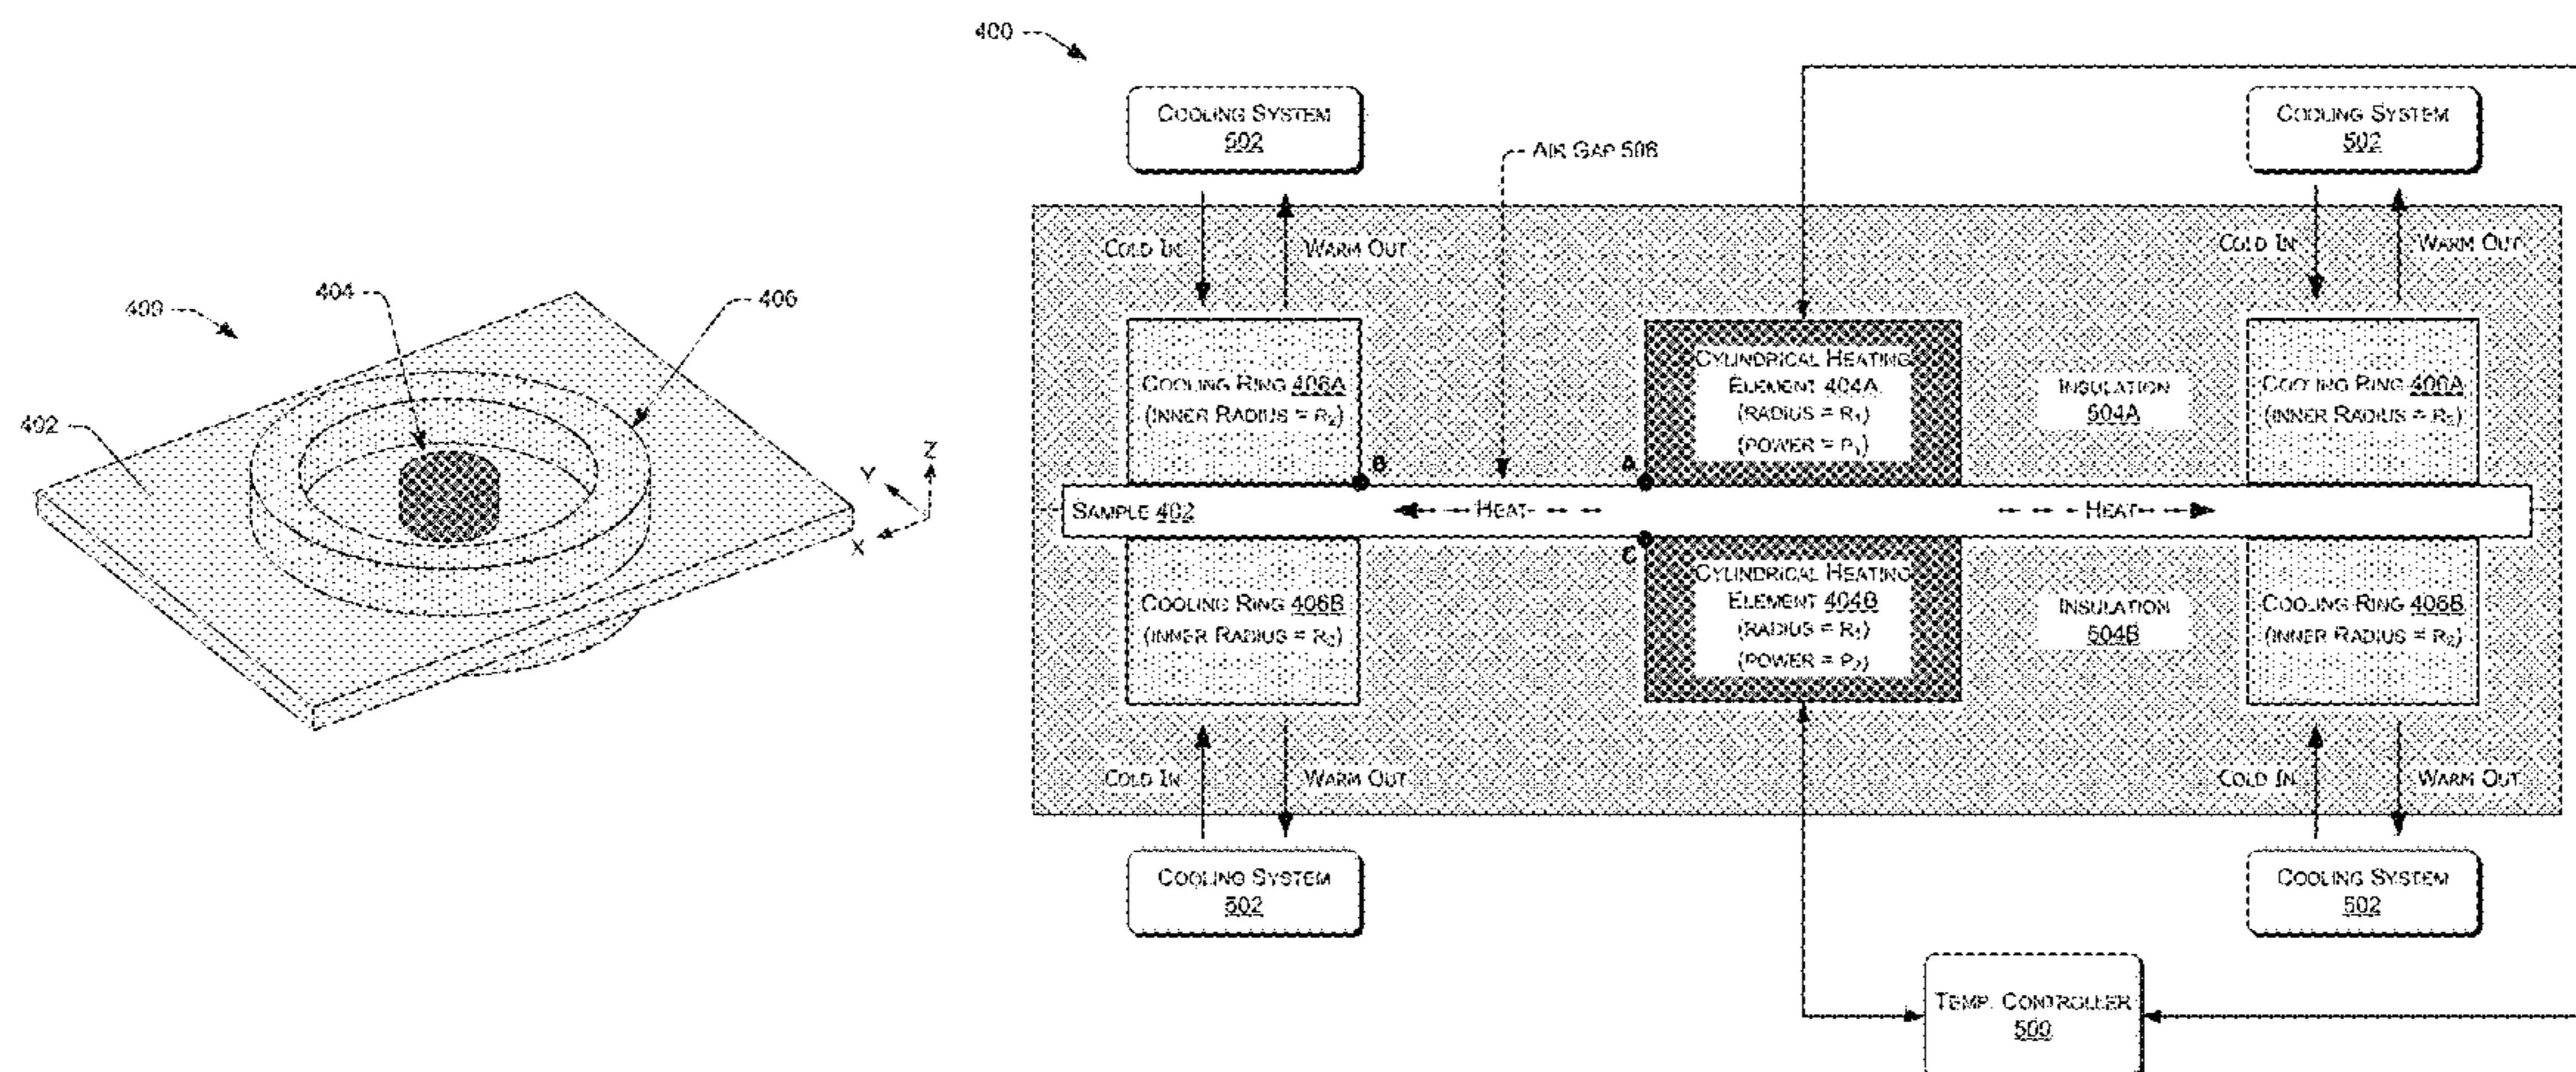 400
404
406
402
Z
Y
X
400
COOLING SYSTEM
502
COOLING SYSTEM
502
AIR GAP 506
COLD IN
WARM OUT
COLD IN
WARM OUT
COOLING RING 406A
(INNER RADIUS = R2)
CYLINDRICAL HEATING
ELEMENT 404A
(RADIUS = R1)
(POWER = P1)
INSULATION
504A
COOLING RING 406A
(INNER RADIUS = R2)
B
A
SAMPLE 402
HEAT
HEAT
C
COOLING RING 406B
(INNER RADIUS = R2)
CYLINDRICAL HEATING
ELEMENT 404B
(RADIUS = R1)
(POWER = P2)
INSULATION
504B
COOLING RING 406B
(INNER RADIUS = R2)
COLD IN
WARM OUT
COLD IN
WARM OUT
COOLING SYSTEM
502
COOLING SYSTEM
502
TEMP. CONTROLLER
500